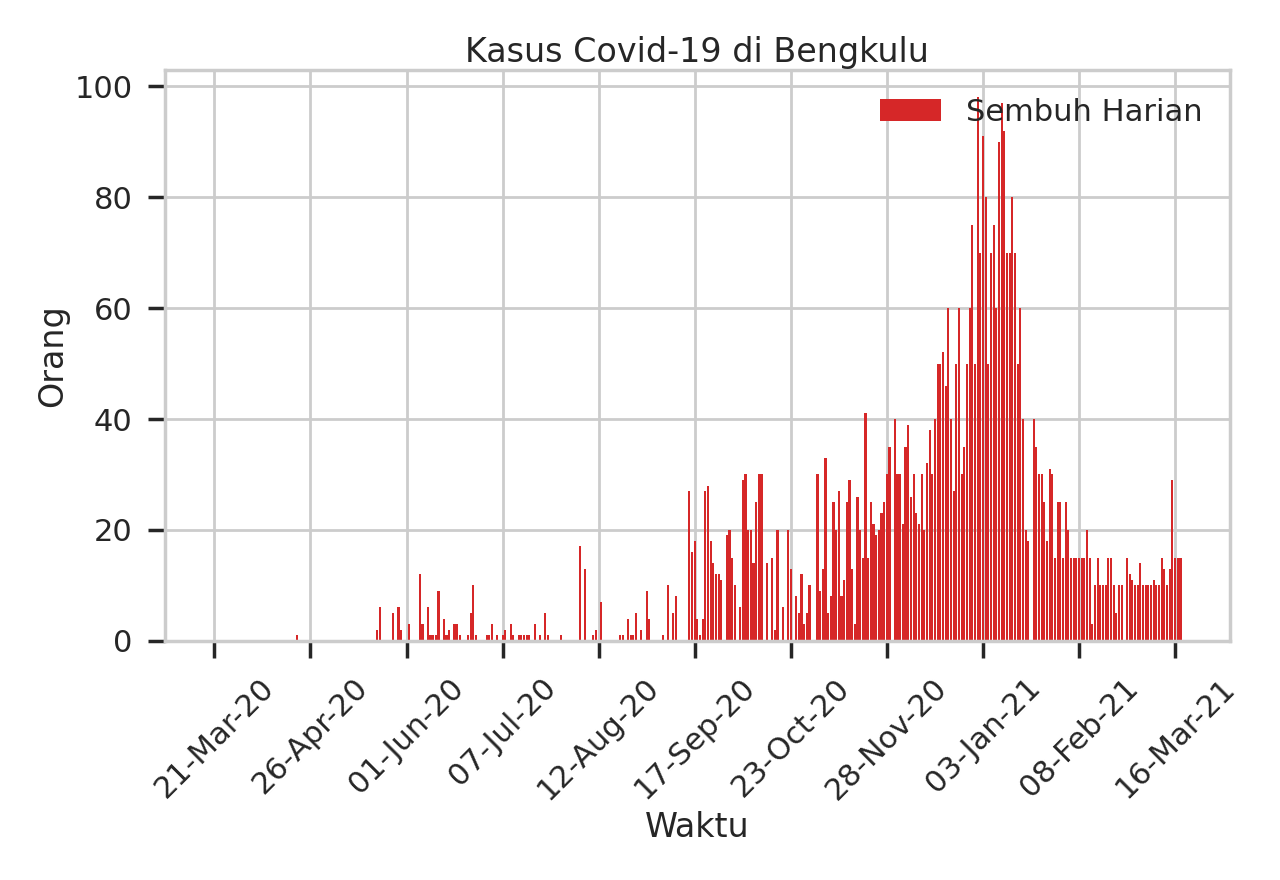 Kasus Covid-19 di Bengkulu
Sembuh Harian
Orang
100
80
60
40
20
0
21-Mar-20
26-Apr-20
01-Jun-20
07-Jul-20
12-Aug-20
17-Sep-20
23-Oct-20
28-Nov-20
03-Jan-21
08-Feb-21
16-Mar-21
Waktu